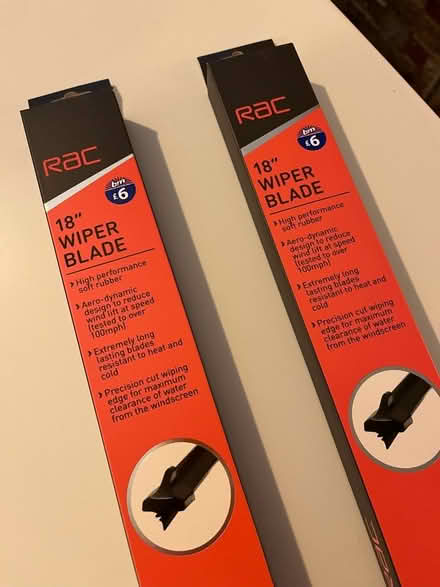 RAC
bm
£6
18"
WIPER
BLADE
› High performance
soft rubber
› Aero-dynamic
design to reduce
wind lift at speed
(tested to over
100mph)
› Extremely long
lasting blades
resistant to heat and
cold
› Precision cut wiping
edge for maximum
clearance of water
from the windscreen
RAC
bm
£6
18"
WIPER
BLADE
› High performance
soft rubber
› Aero-dynamic
design to reduce
wind lift at speed
(tested to over
100mph)
› Extremely long
lasting blades
resistant to heat and
cold
› Precision cut wiping
edge for maximum
clearance of water
from the windscreen